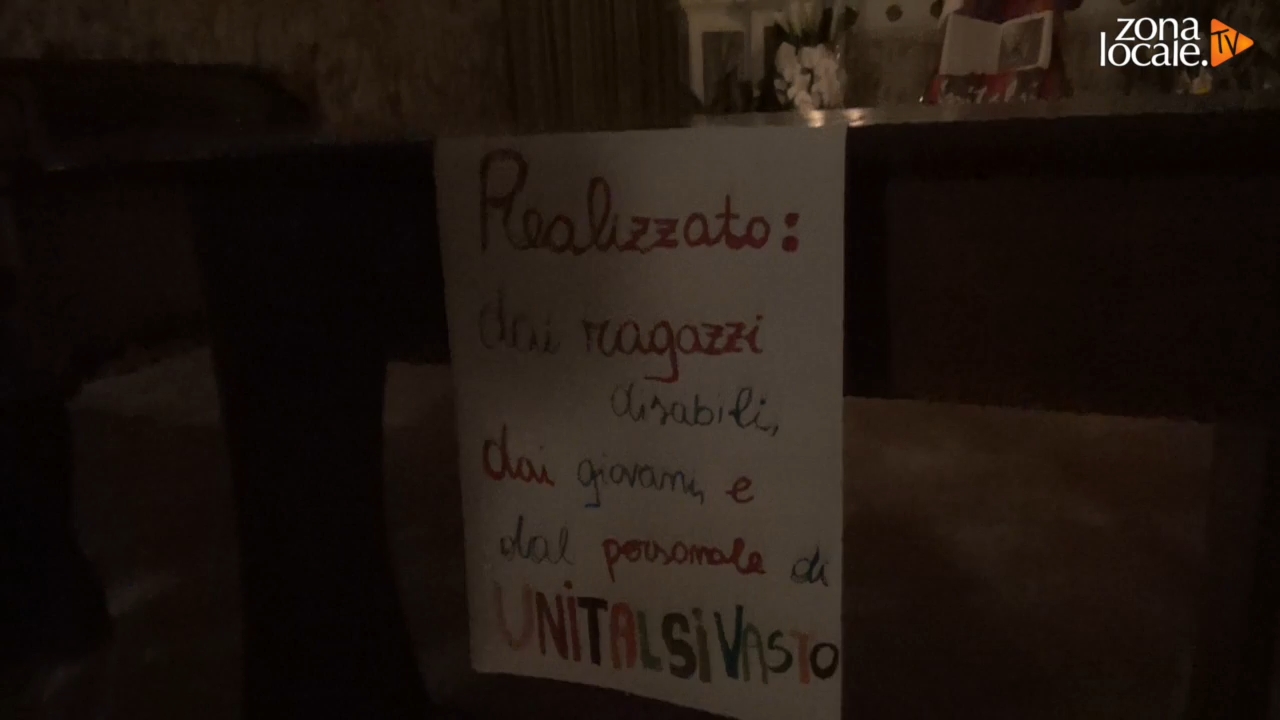 zona
locale.
TV
Realizzato:
dai ragazzi
disabili,
dai giovani, e
dal personale di
UNITALSI VASTO